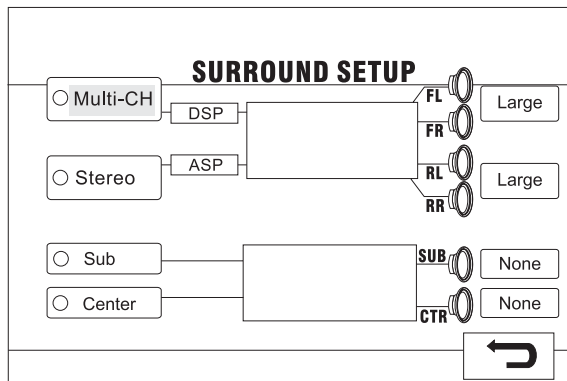 SURROUND SETUP
Multi-CH
DSP
FL
Large
FR
Stereo
ASP
RL
Large
RR
Sub
SUB
None
Center
CTR
None